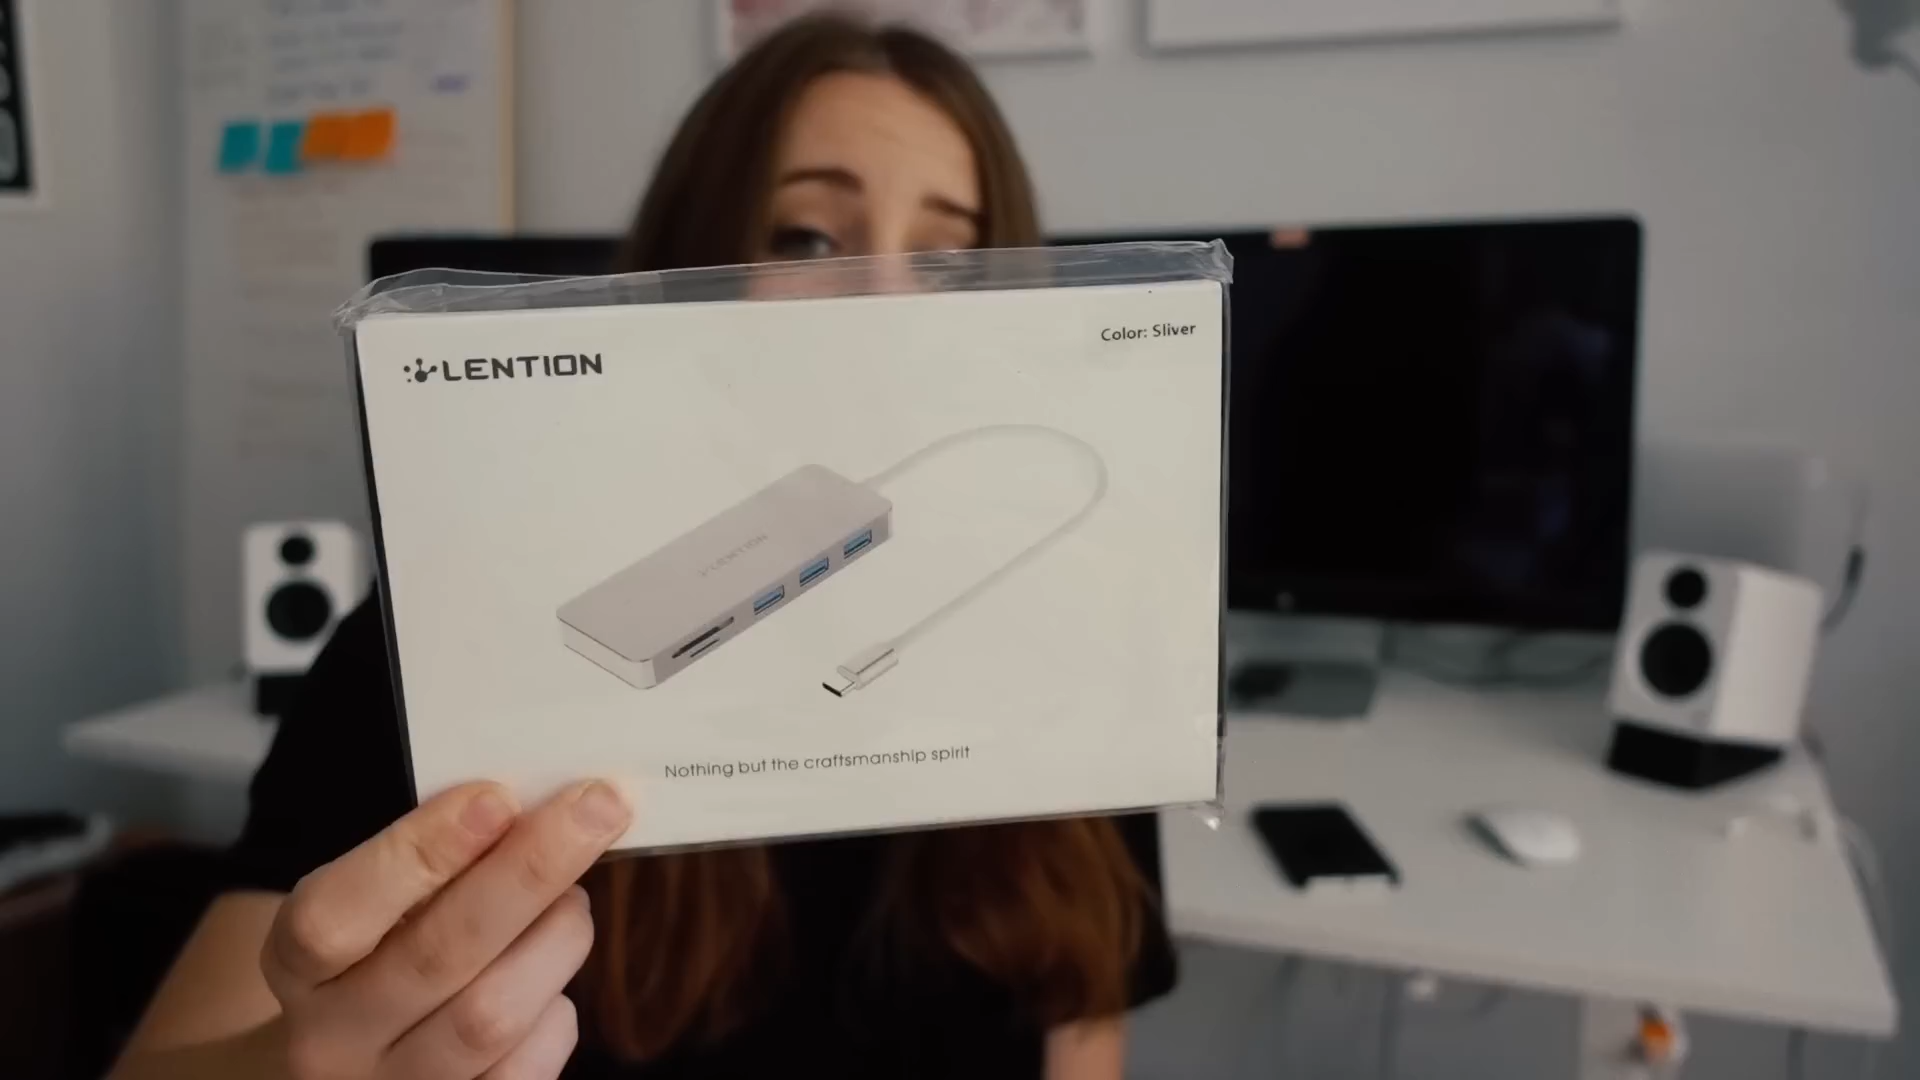 LENTION
Color: Sliver
LENTION
Nothing but the craftsmanship spirit